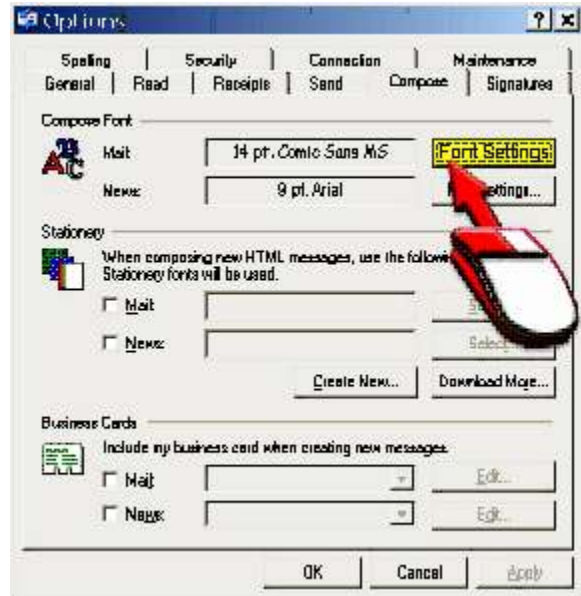 Options
Spelling Security Connection Maintenance
General Read Receipts Send Compose Signatures
Compose Font
Mail: 14 pt. Comic Sans MS Font Settings
News: 9 pt. Arial ettings...
Stationery
When composing new HTML messages, use the follow
Stationery fonts will be used.
Mail:
News: Select
Create New... Download More...
Business Cards
Include my business card when creating new messages.
Mail: Edit...
News: Edit...
OK Cancel Apply